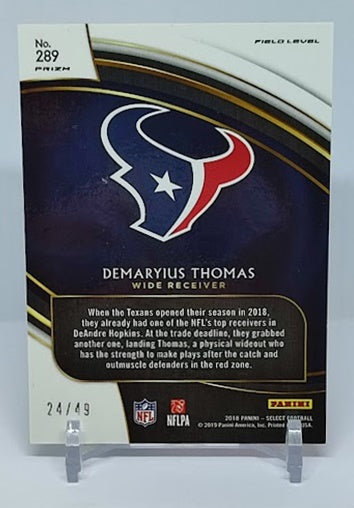 No.
289
PRIZM
FIELD LEVEL
DEMARYIUS THOMAS
WIDE RECEIVER
When the Texans opened their season in 2018,
they already had one of the NFL's top receivers in
DeAndre Hopkins. At the trade deadline, they grabbed
another one, landing Thomas, a physical wideout who
has the strength to make plays after the catch and
outmuscle defenders in the red zone.
24/49
NFL
NFLPA
PANINI
2018 PANINI – SELECT FOOTBALL
© 2019 Panini America, Inc. Printed USA.